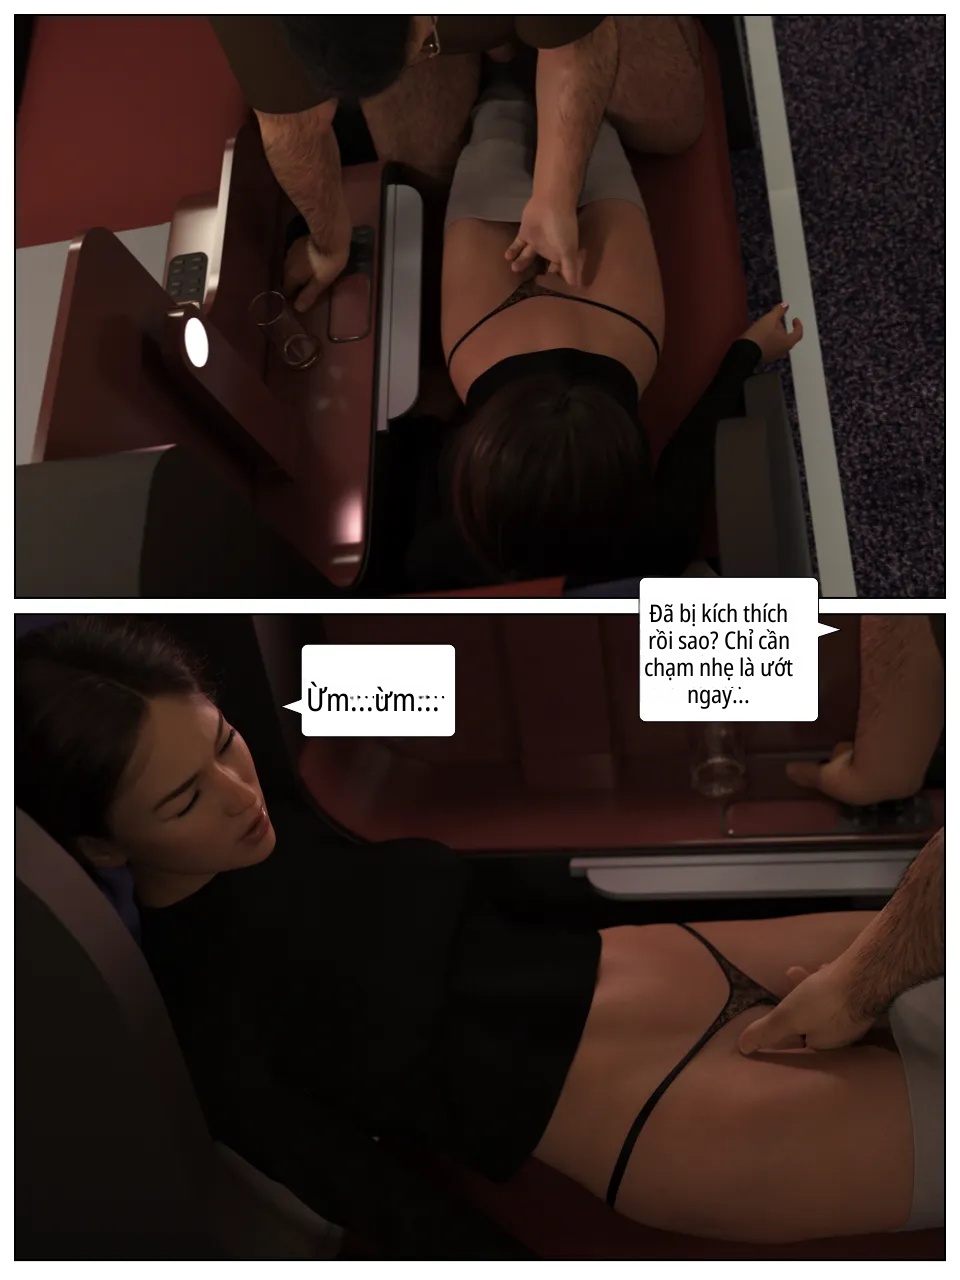 Đã bị kích thích
rồi sao? Chỉ cần
chạm nhẹ là ướt
ngay...
Ừm...ừm...